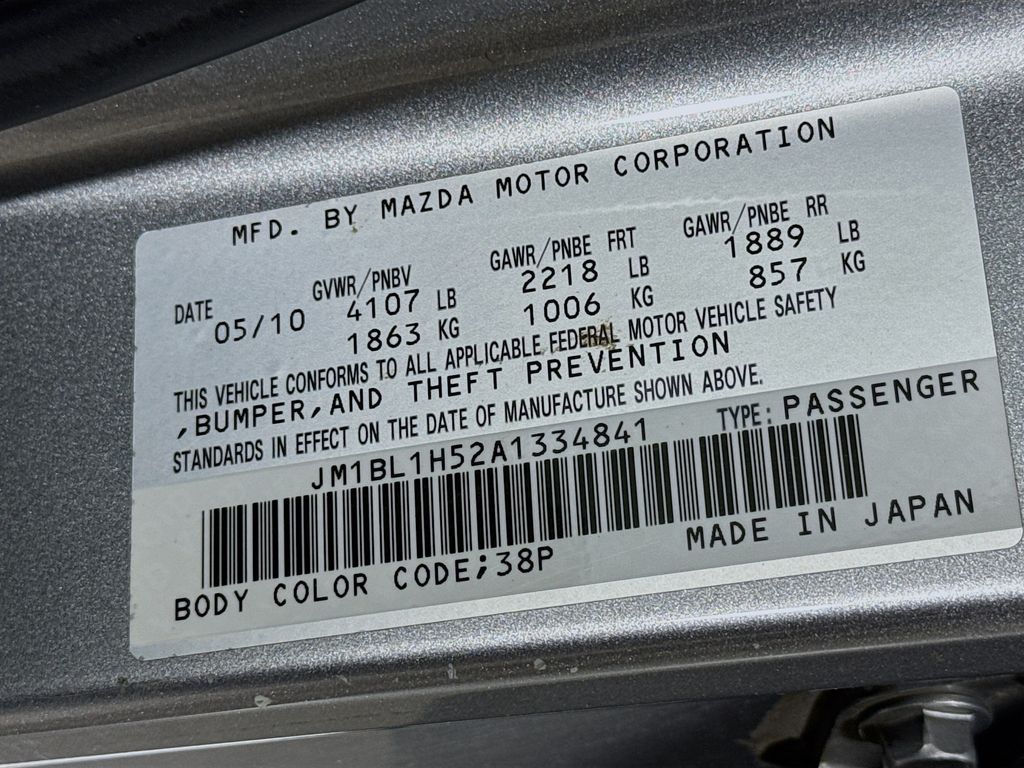 MFD. BY MAZDA MOTOR CORPORATION
DATE GVWR/PNBV GAWR/PNBE FRT GAWR/PNBE RR
05/10 4107 LB 2218 LB 1889 LB
1863 KG 1006 KG 857 KG
THIS VEHICLE CONFORMS TO ALL APPLICABLE FEDERAL MOTOR VEHICLE SAFETY
,BUMPER,AND THEFT PREVENTION
STANDARDS IN EFFECT ON THE DATE OF MANUFACTURE SHOWN ABOVE.
JM1BL1H52A1334841 TYPE: PASSENGER
BODY COLOR CODE;38P MADE IN JAPAN